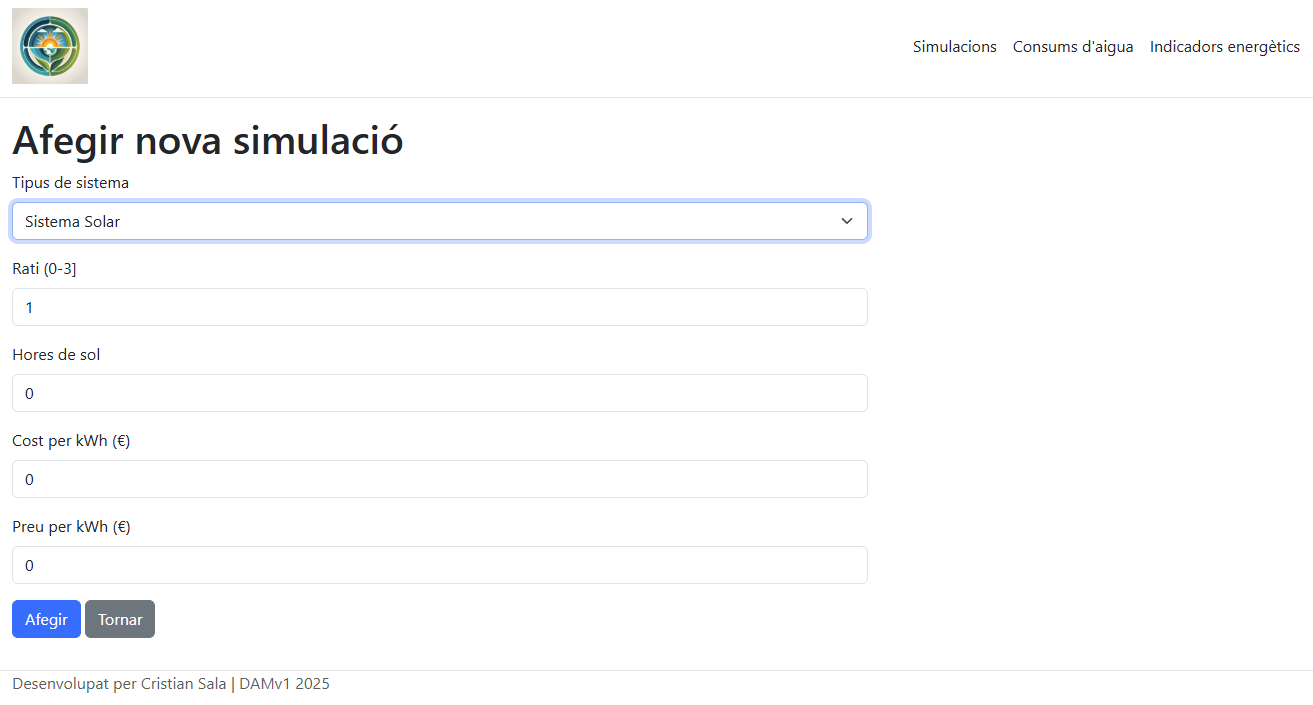 Simulacions Consums d'aigua Indicadors energètics
Afegir nova simulació
Tipus de sistema
Sistema Solar
Rati (0-3]
1
Hores de sol
0
Cost per kWh (€)
0
Preu per kWh (€)
0
Afegir Tornar
Desenvolupat per Cristian Sala | DAMv1 2025